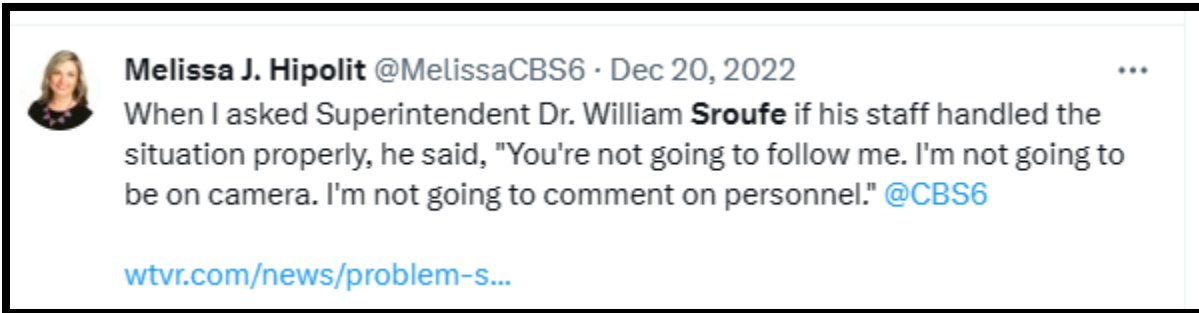 Melissa J. Hipolit @MelissaCBS6 · Dec 20, 2022
When I asked Superintendent Dr. William Sroufe if his staff handled the
situation properly, he said, "You're not going to follow me. I'm not going to
be on camera. I'm not going to comment on personnel." @CBS6
wtvr.com/news/problem-s...